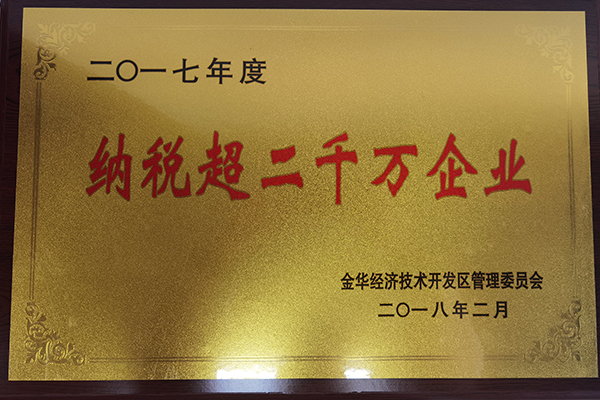 二〇一七年度
纳税超二千万企业
金华经济技术开发区管理委员会
二〇一八年二月